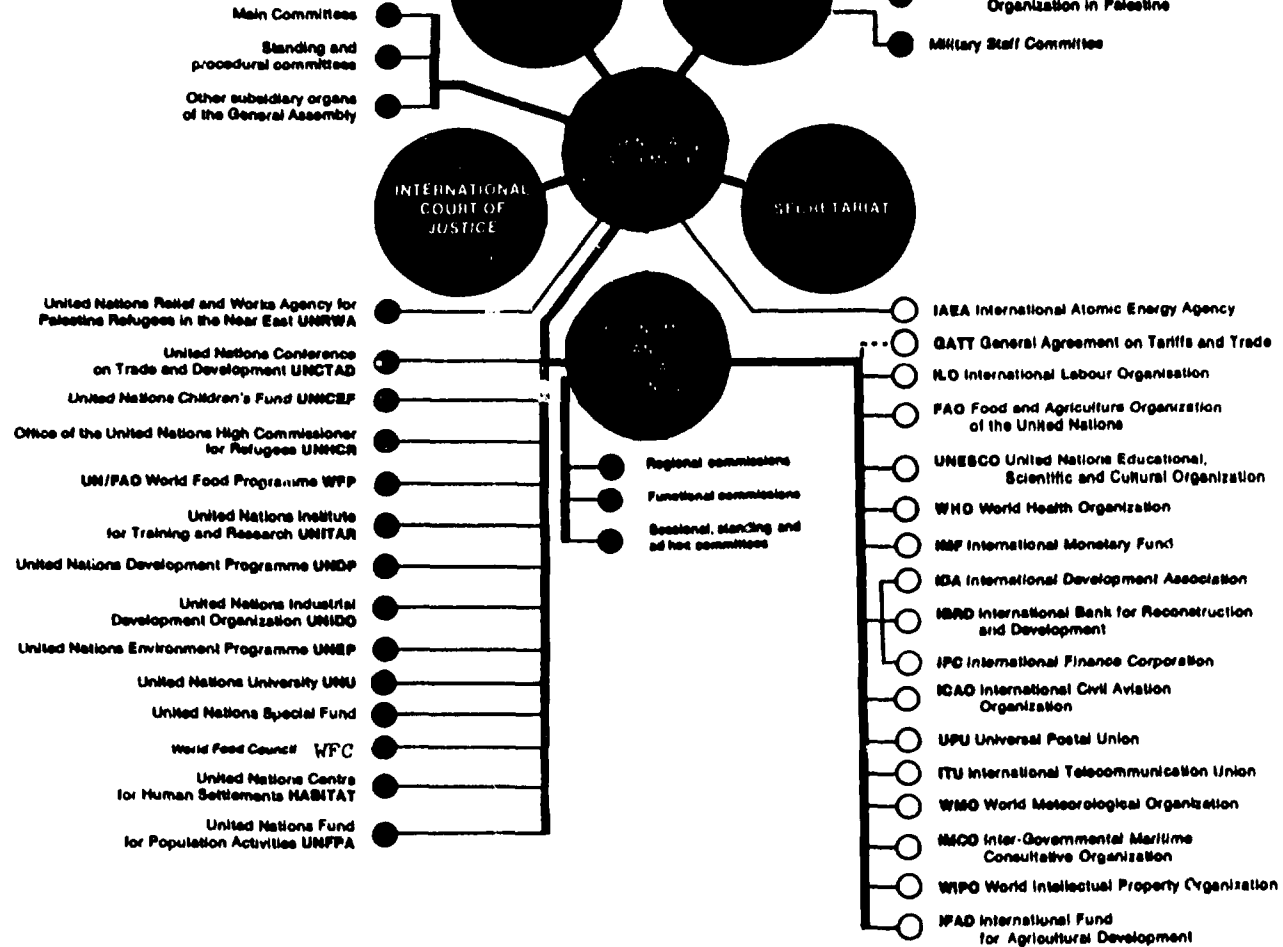 Main Committees
Standing and
procedural committees
Other subsidiary organs
of the General Assembly
Organization in Palestine
Military Staff Committee
INTERNATIONAL
COURT OF
JUSTICE
SECRETARIAT
United Nations Relief and Works Agency for
Palestine Refugees in the Near East UNRWA
United Nations Conference
on Trade and Development UNCTAD
United Nations Children's Fund UNICEF
Office of the United Nations High Commissioner
for Refugees UNHCR
UN/FAO World Food Programme WFP
United Nations Institute
for Training and Research UNITAR
United Nations Development Programme UNDP
United Nations Industrial
Development Organization UNIDO
United Nations Environment Programme UNEP
United Nations University UNU
United Nations Special Fund
World Food Council WFC
United Nations Centre
for Human Settlements HABITAT
United Nations Fund
for Population Activities UNFPA
Regional commissions
Functional commissions
Sessional, standing and
ad hoc committees
IAEA International Atomic Energy Agency
GATT General Agreement on Tariffs and Trade
ILO International Labour Organisation
FAO Food and Agriculture Organization
of the United Nations
UNESCO United Nations Educational,
Scientific and Cultural Organization
WHO World Health Organization
IMF International Monetary Fund
IDA International Development Association
IBRD International Bank for Reconstruction
and Development
IFC International Finance Corporation
ICAO International Civil Aviation
Organization
UPU Universal Postal Union
ITU International Telecommunication Union
WMO World Meteorological Organization
IMCO Inter-Governmental Maritime
Consultative Organization
WIPO World Intellectual Property Organization
IFAD International Fund
for Agricultural Development